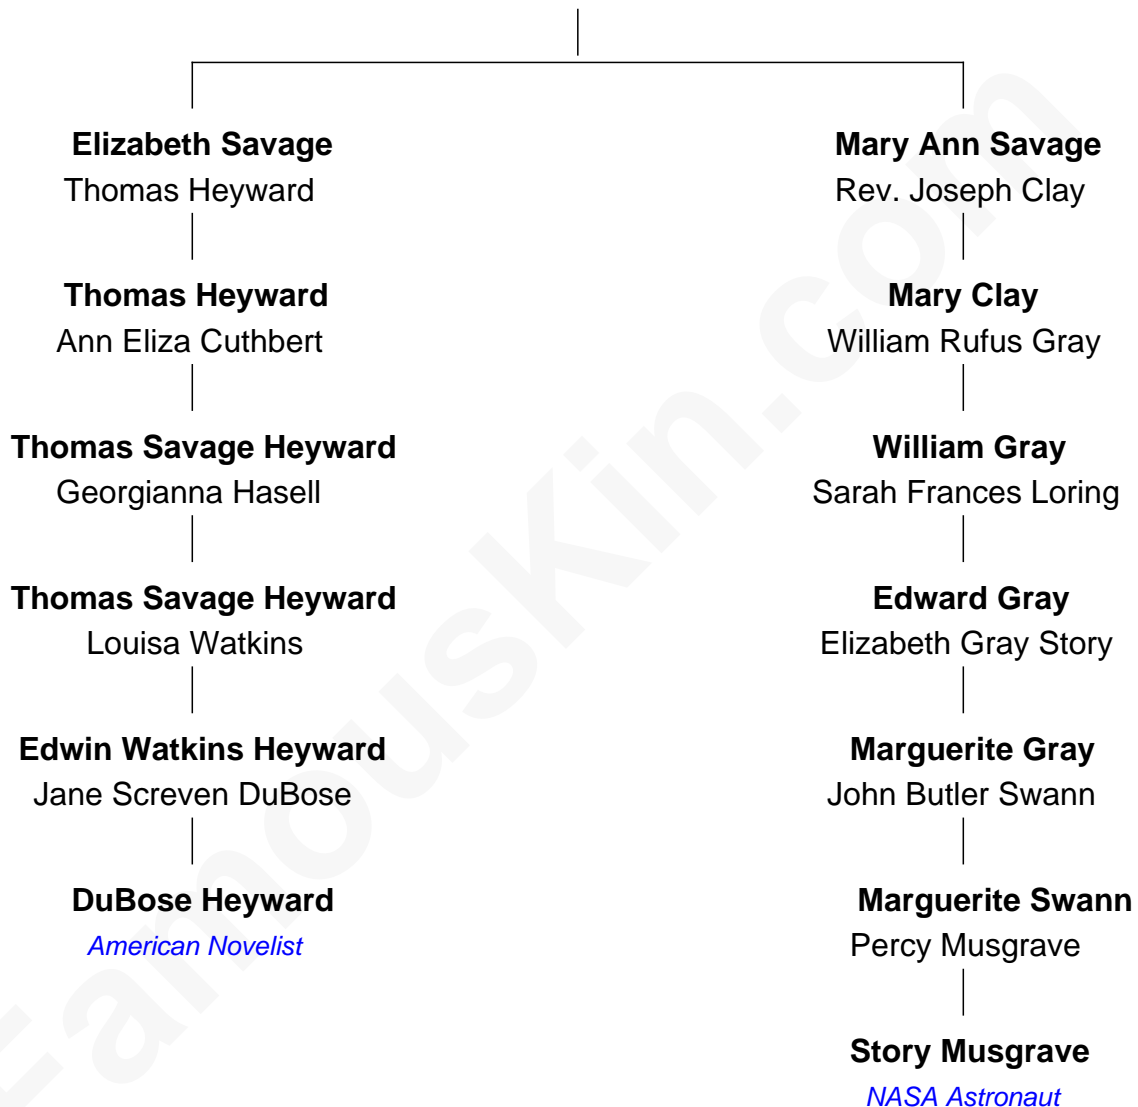 Elizabeth Savage
Thomas Heyward
Thomas Heyward
Ann Eliza Cuthbert
Thomas Savage Heyward
Georgianna Hasell
Thomas Savage Heyward
Louisa Watkins
Edwin Watkins Heyward
Jane Screven DuBose
DuBose Heyward
American Novelist
Mary Ann Savage
Rev. Joseph Clay
Mary Clay
William Rufus Gray
William Gray
Sarah Frances Loring
Edward Gray
Elizabeth Gray Story
Marguerite Gray
John Butler Swann
Marguerite Swann
Percy Musgrave
Story Musgrave
NASA Astronaut
FamousKin.com